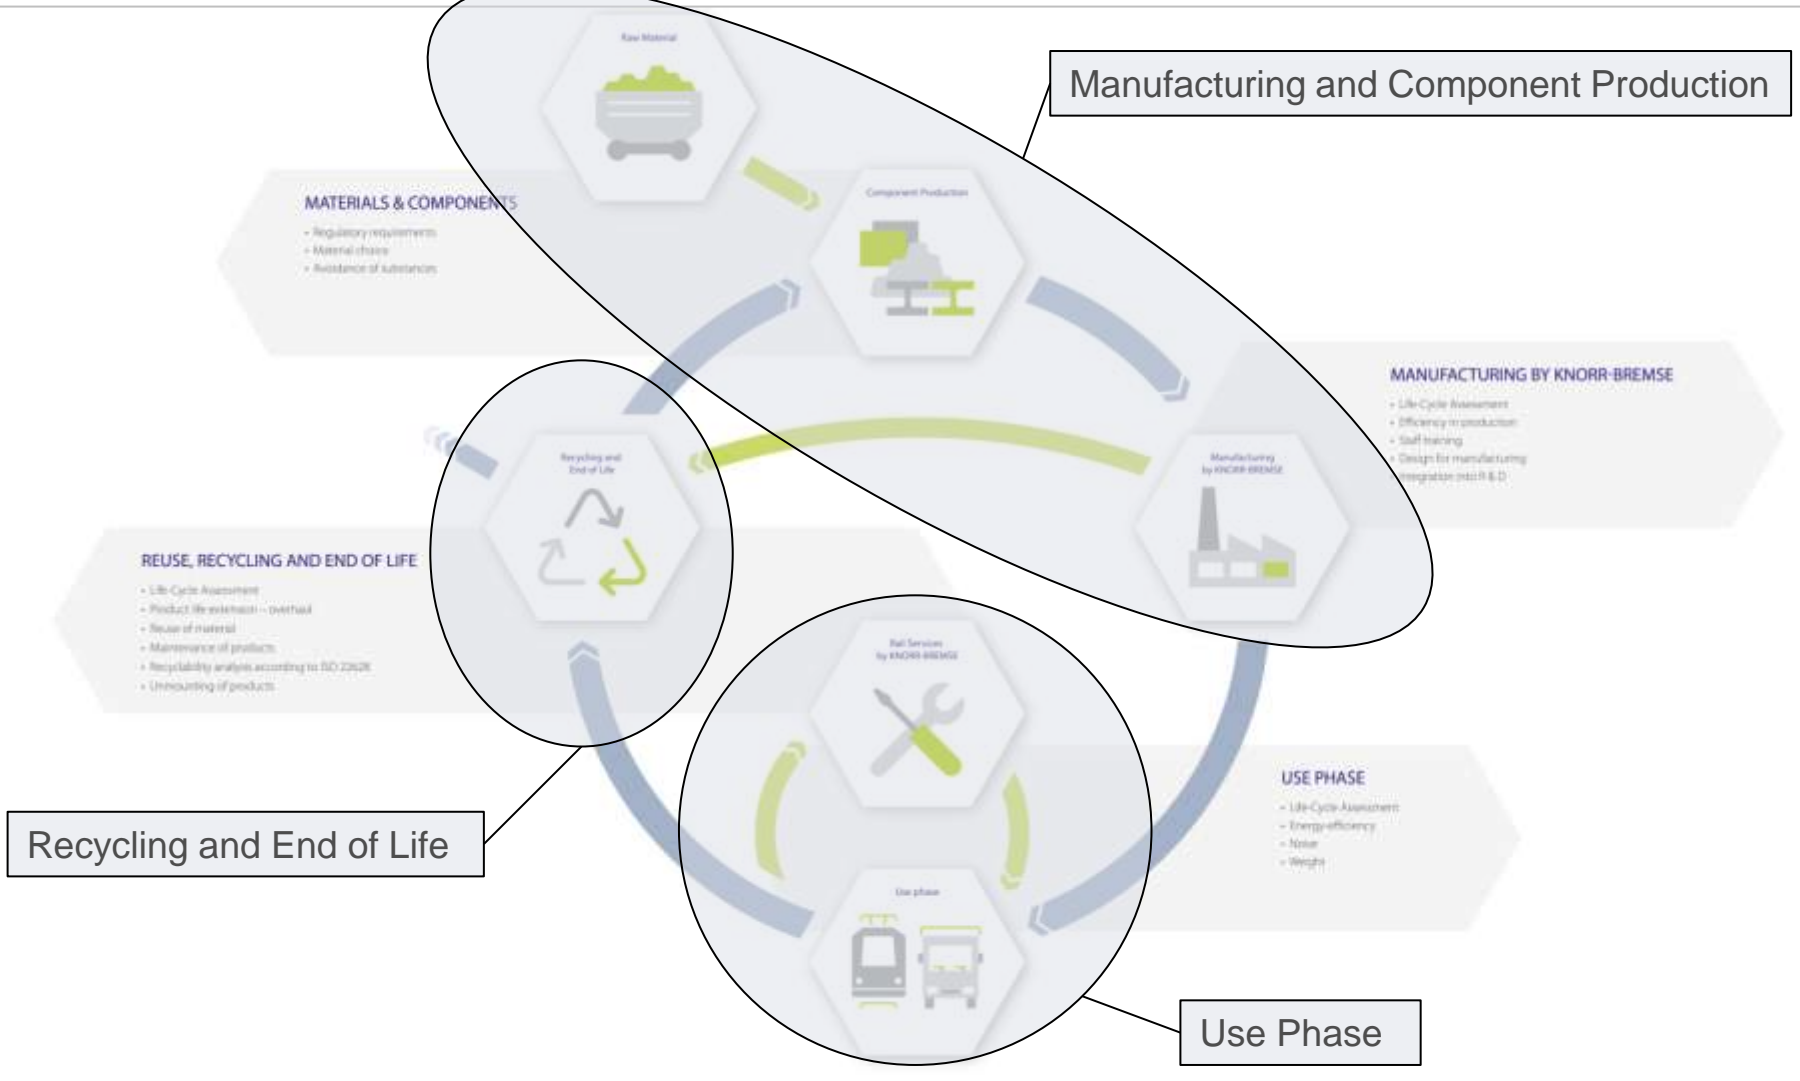 Raw Material
Manufacturing and Component Production
Component Production
MATERIALS & COMPONENTS
• Regulatory requirements
• Material choice
• Avoidance of substances
MANUFACTURING BY KNORR-BREMSE
• Life-Cycle Assessment
• Efficiency in production
• Staff training
• Design for manufacturing
• Integration into R & D
Recycling and
End of Life
Manufacturing
by KNORR-BREMSE
REUSE, RECYCLING AND END OF LIFE
• Life-Cycle Assessment
• Product life extension – overhaul
• Reuse of material
• Maintenance of products
• Recyclability analysis according to ISO 22628
• Unmounting of products
Rail Services
by KNORR-BREMSE
USE PHASE
• Life-Cycle Assessment
• Energy-efficiency
• Noise
• Weight
Recycling and End of Life
Use phase
Use Phase